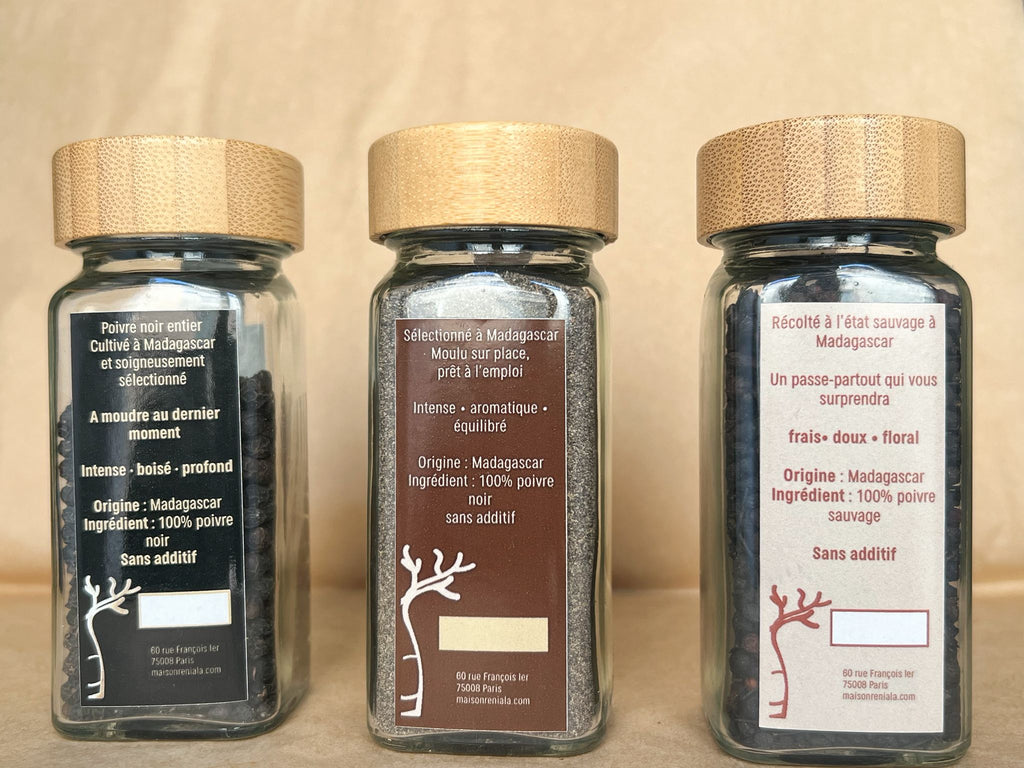 Poivre noir entier
Cultivé à Madagascar
et soigneusement
sélectionné
A moudre au dernier
moment
Intense · boisé · profond
Origine : Madagascar
Ingrédient : 100% poivre
noir
Sans additif
60 rue François Ier
75008 Paris
maisonreniala.com
Sélectionné à Madagascar
· Moulu sur place,
prêt à l'emploi
Intense • aromatique •
équilibré
Origine : Madagascar
Ingrédient : 100% poivre
noir
sans additif
60 rue François Ier
75008 Paris
maisonreniala.com
Récolté à l'état sauvage à
Madagascar
Un passe-partout qui vous
surprendra
frais• doux • floral
Origine : Madagascar
Ingrédient : 100% poivre
sauvage
Sans additif
60 rue François Ier
75008 Paris
maisonreniala.com